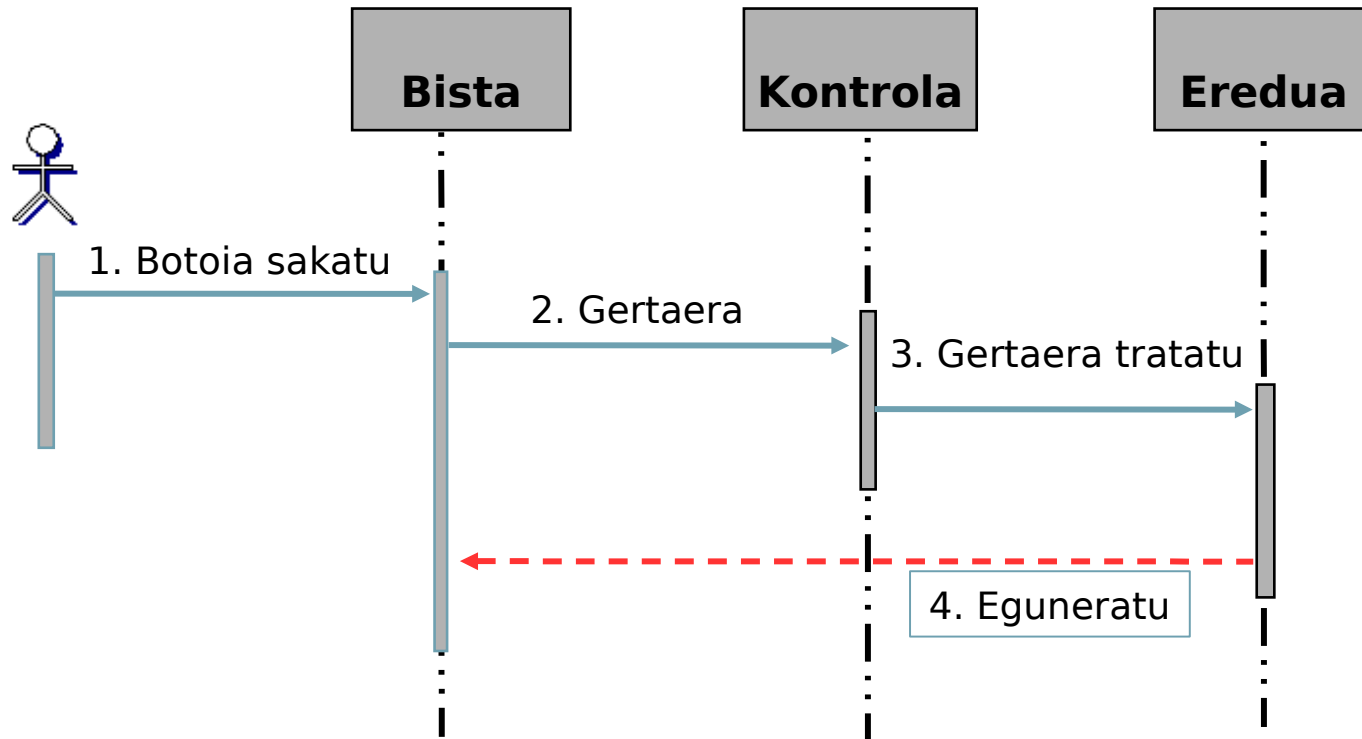 Bista
Kontrola
Eredua
1. Botoia sakatu
2. Gertaera
3. Gertaera tratatu
4. Eguneratu